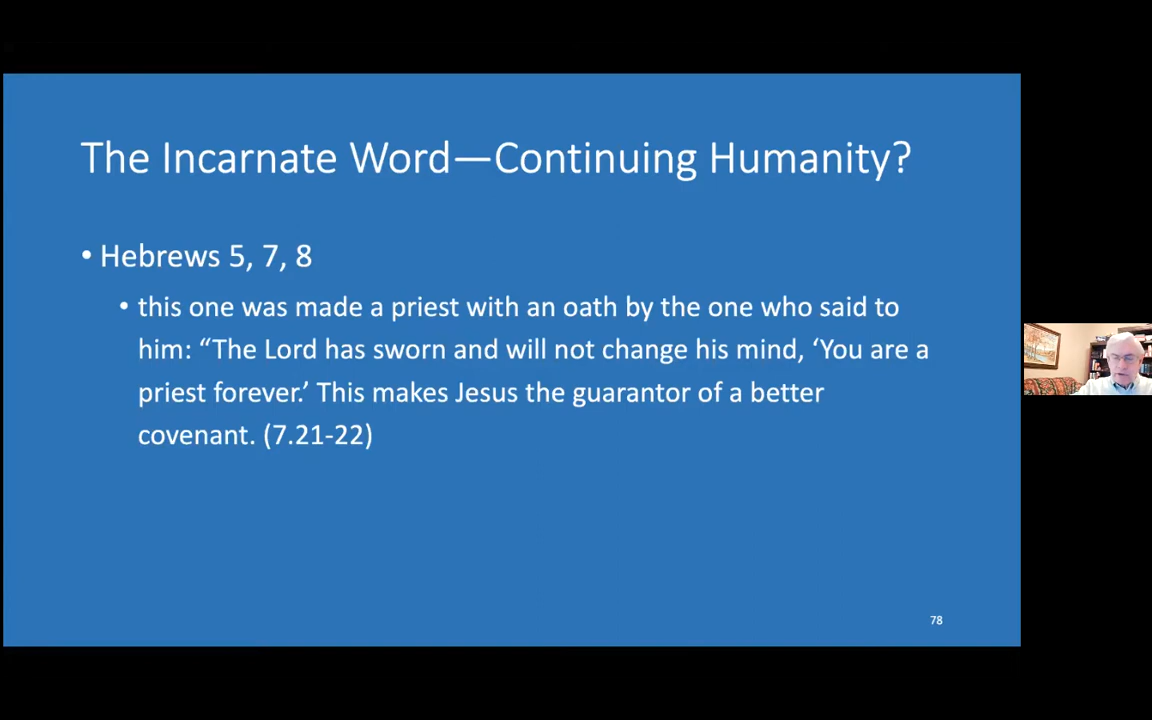 The Incarnate Word—Continuing Humanity?
• Hebrews 5, 7, 8
• this one was made a priest with an oath by the one who said to
him: “The Lord has sworn and will not change his mind, ‘You are a
priest forever.’ This makes Jesus the guarantor of a better
covenant. (7.21-22)
78